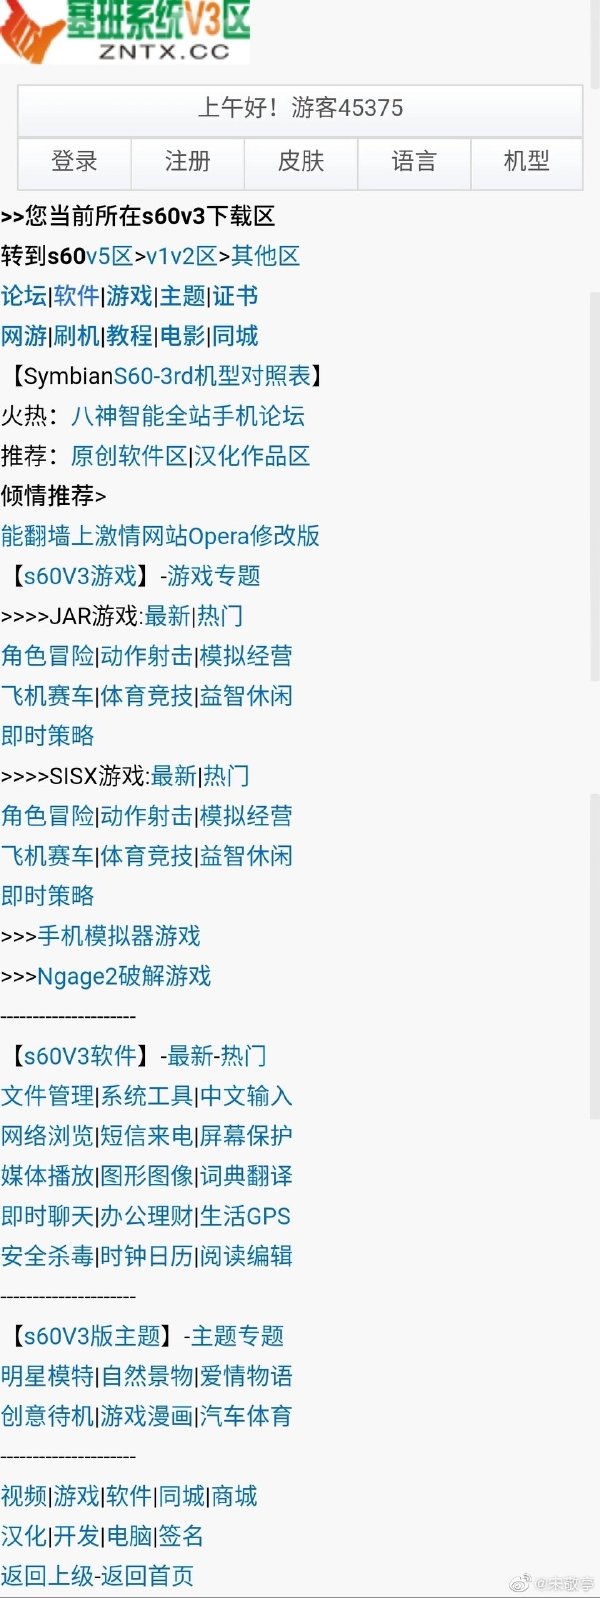 塞班系统V3区
ZNTX.CC
上午好！游客45375
登录 注册 皮肤 语言 机型
>>您当前所在s60v3下载区
转到s60v5区>v1v2区>其他区
论坛|软件|游戏|主题|证书
网游|刷机|教程|电影|同城
【SymbianS60-3rd机型对照表】
火热：八神智能全站手机论坛
推荐：原创软件区|汉化作品区
倾情推荐>
能翻墙上激情网站Opera修改版
【s60V3游戏】-游戏专题
>>>>JAR游戏:最新|热门
角色冒险|动作射击|模拟经营
飞机赛车|体育竞技|益智休闲
即时策略
>>>>SISX游戏:最新|热门
角色冒险|动作射击|模拟经营
飞机赛车|体育竞技|益智休闲
即时策略
>>>手机模拟器游戏
>>>Ngage2破解游戏
---------------------
【s60V3软件】-最新-热门
文件管理|系统工具|中文输入
网络浏览|短信来电|屏幕保护
媒体播放|图形图像|词典翻译
即时聊天|办公理财|生活GPS
安全杀毒|时钟日历|阅读编辑
---------------------
【s60V3版主题】-主题专题
明星模特|自然景物|爱情物语
创意待机|游戏漫画|汽车体育
---------------------
视频|游戏|软件|同城|商城
汉化|开发|电脑|签名
返回上级-返回首页
@宋敬亭